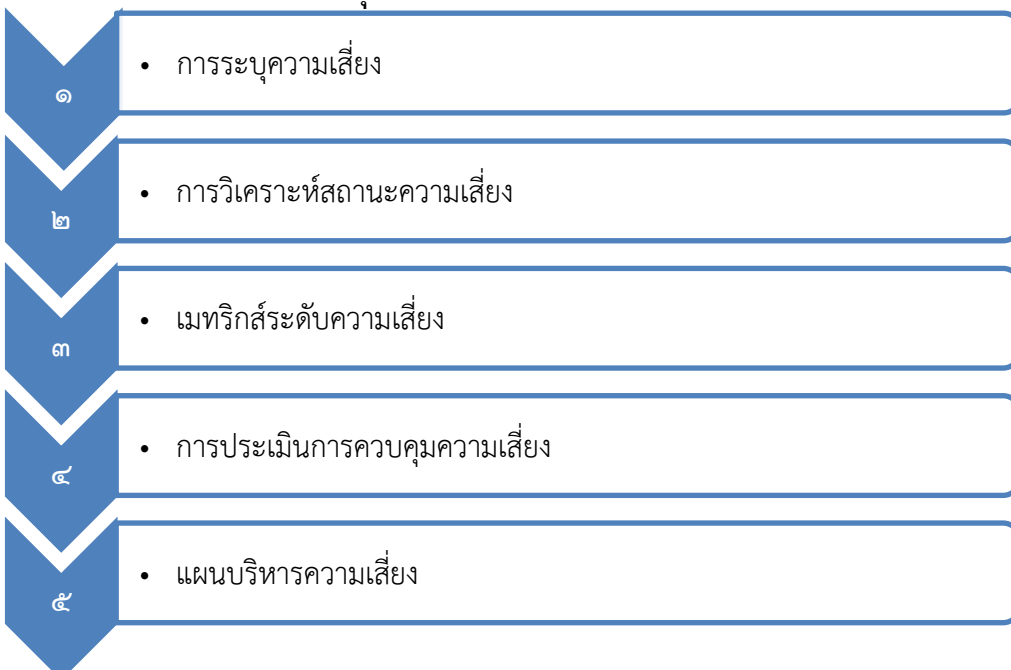 ๑
• การระบุความเสี่ยง
๒
• การวิเคราะห์สถานะความเสี่ยง
๓
• เมทริกส์ระดับความเสี่ยง
๔
• การประเมินการควบคุมความเสี่ยง
๕
• แผนบริหารความเสี่ยง